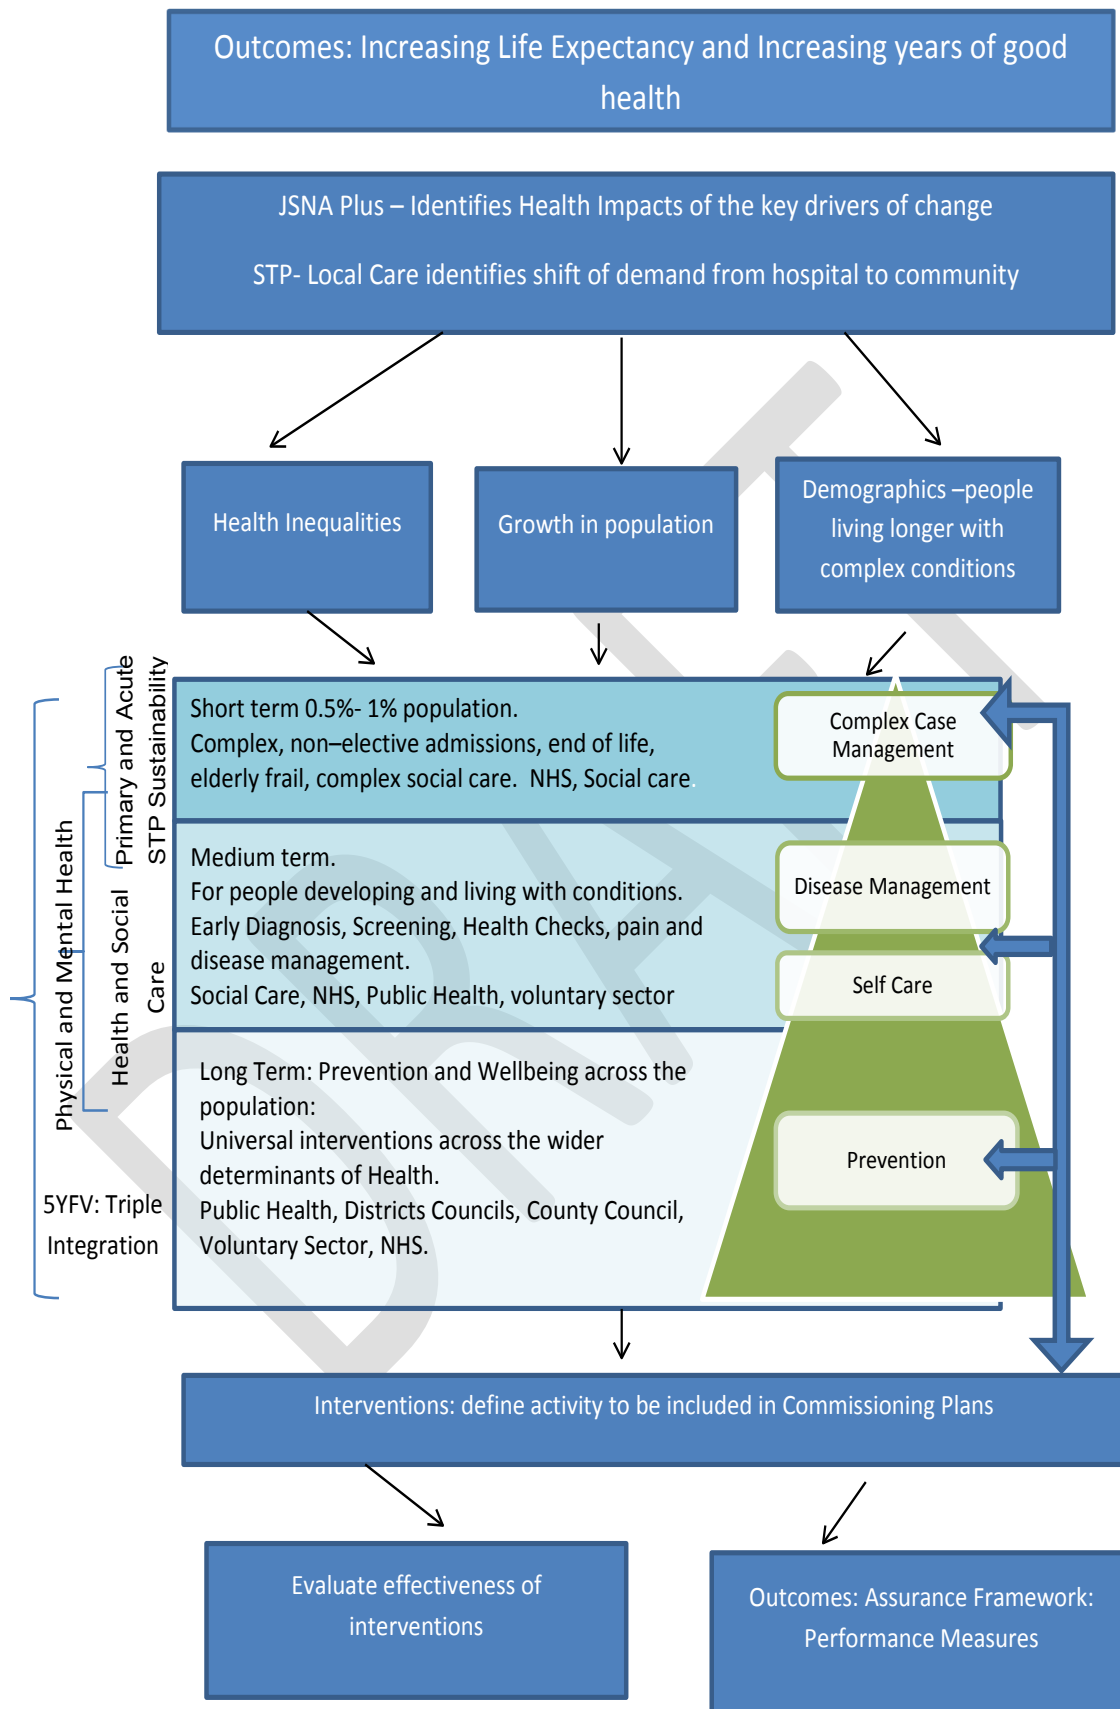 Outcomes: Increasing Life Expectancy and Increasing years of good
health
JSNA Plus – Identifies Health Impacts of the key drivers of change
STP- Local Care identifies shift of demand from hospital to community
Health Inequalities
Growth in population
Demographics –people
living longer with
complex conditions
Primary and Acute
STP Sustainability
Physical and Mental Health
Health and Social
Care
5YFV: Triple
Integration
Short term 0.5%- 1% population.
Complex, non–elective admissions, end of life,
elderly frail, complex social care.  NHS, Social care.
Complex Case
Management
Medium term.
For people developing and living with conditions.
Early Diagnosis, Screening, Health Checks, pain and
disease management.
Social Care, NHS, Public Health, voluntary sector
Disease Management
Self Care
Long Term: Prevention and Wellbeing across the
population:
Universal interventions across the wider
determinants of Health.
Public Health, Districts Councils, County Council,
Voluntary Sector, NHS.
Prevention
Interventions: define activity to be included in Commissioning Plans
Evaluate effectiveness of
interventions
Outcomes: Assurance Framework:
Performance Measures
DRAFT